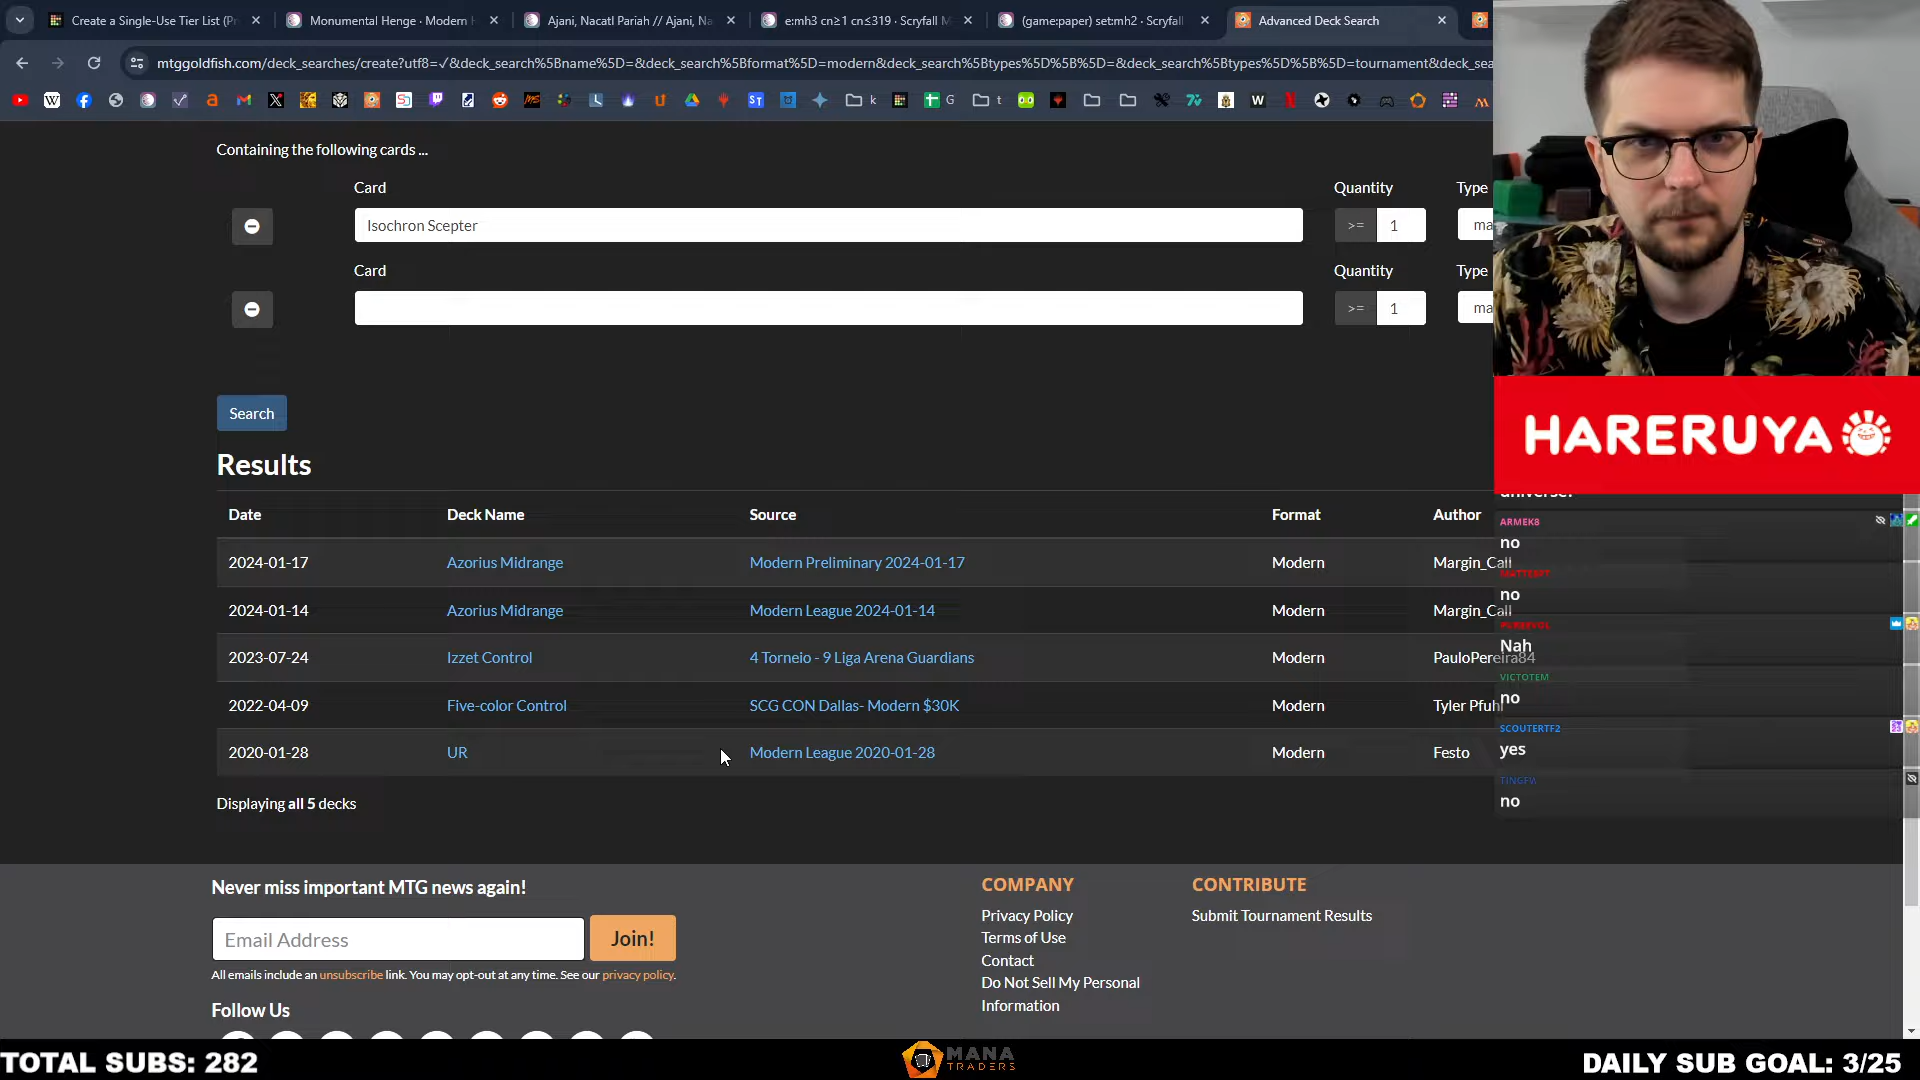 Create a Single-Use Tier List (Pr
Monumental Henge · Modern H
Ajani, Nacatl Pariah // Ajani, Na
e:mh3 cn≥1 cn≤319 · Scryfall M
(game:paper) set:mh2 · Scryfall
Advanced Deck Search
mtggoldfish.com/deck_searches/create?utf8=✓&deck_search%5Bname%5D=&deck_search%5Bformat%5D=modern&deck_search%5Btypes%5D%5B%5D=&deck_search%5Btypes%5D%5B%5D=tournament&deck_sea
k
G
t
Containing the following cards ...
Card
Quantity
Type
Isochron Scepter
>=
1
ma
Card
Quantity
Type
>=
1
ma
Search
Results
Date
Deck Name
Source
Format
Author
2024-01-17
Azorius Midrange
Modern Preliminary 2024-01-17
Modern
Margin_Call
2024-01-14
Azorius Midrange
Modern League 2024-01-14
Modern
Margin_Call
2023-07-24
Izzet Control
4 Torneio - 9 Liga Arena Guardians
Modern
PauloPereira84
2022-04-09
Five-color Control
SCG CON Dallas- Modern $30K
Modern
Tyler Pfuhl
2020-01-28
UR
Modern League 2020-01-28
Modern
Festo
Displaying all 5 decks
Never miss important MTG news again!
Email Address
Join!
All emails include an unsubscribe link. You may opt-out at any time. See our privacy policy.
Follow Us
COMPANY
Privacy Policy
Terms of Use
Contact
Do Not Sell My Personal
Information
CONTRIBUTE
Submit Tournament Results
HARERUYA
ARMEK8
no
no
Nah
VICTOTEM
no
SCOUTERTF2
yes
TINCFW
no
TOTAL SUBS: 282
MANA
TRADERS
DAILY SUB GOAL: 3/25